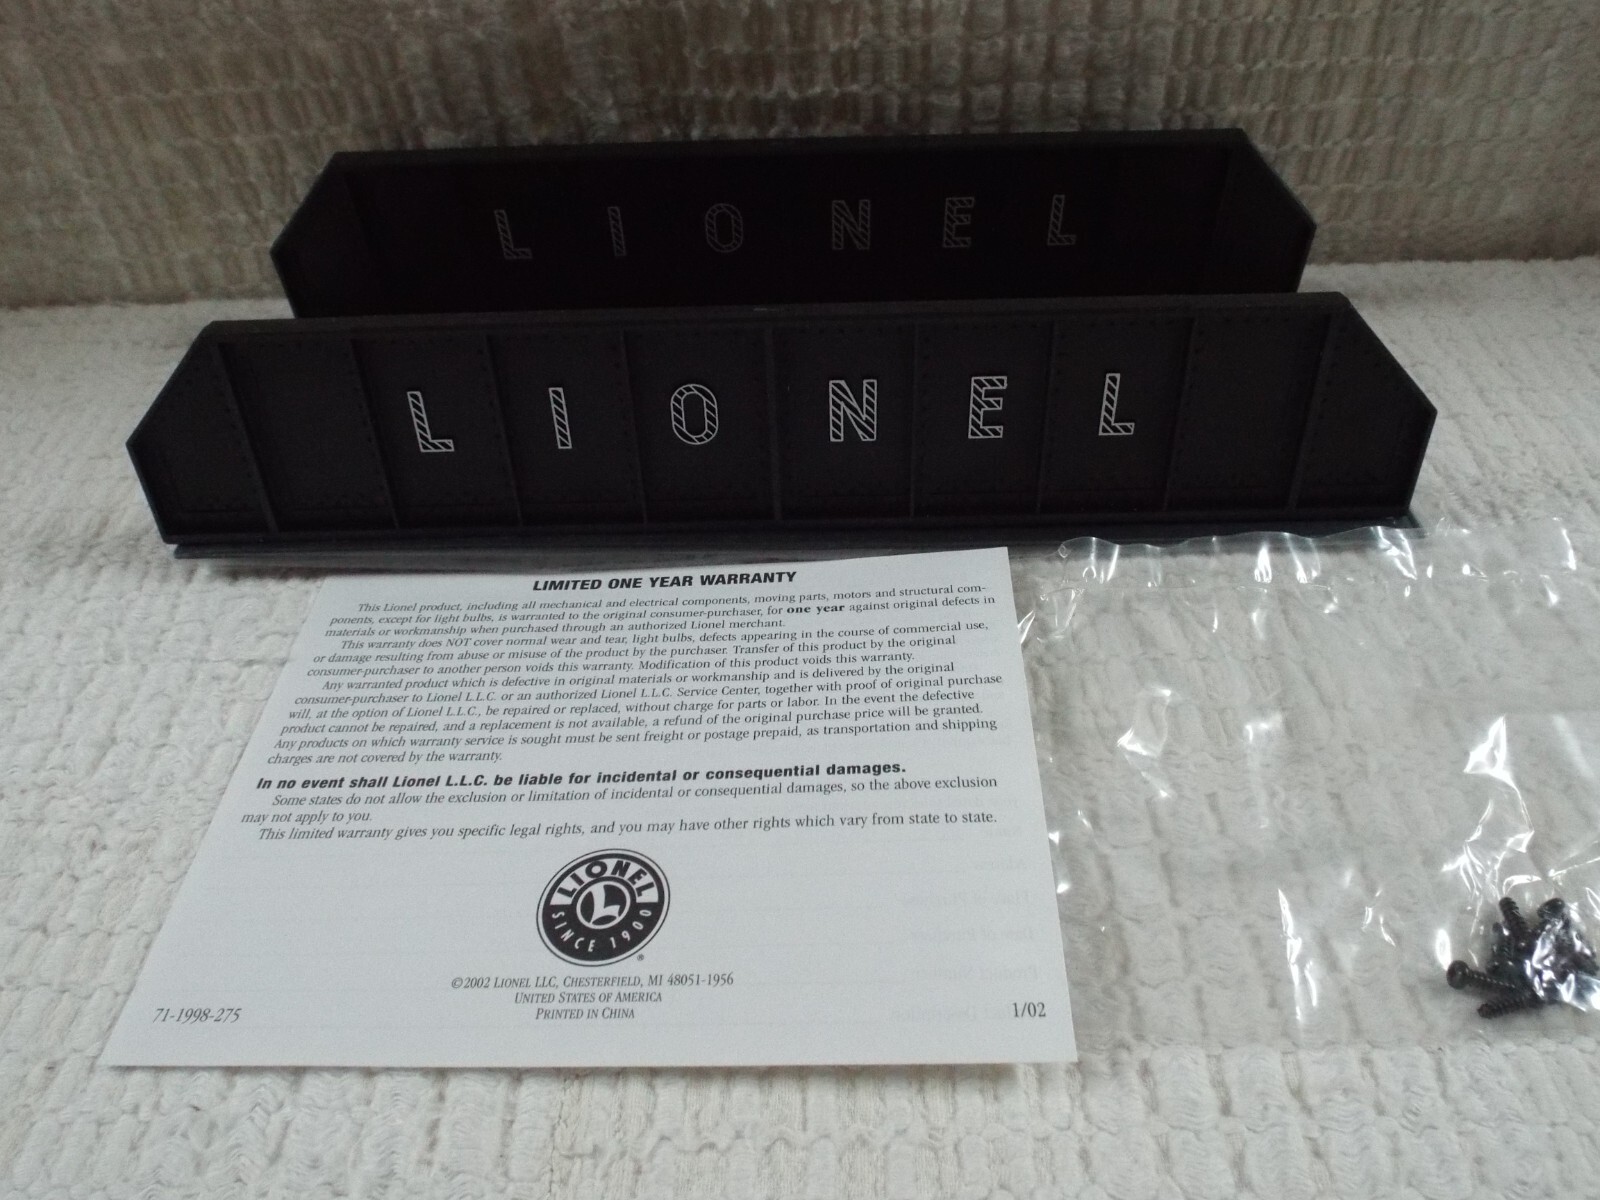 LIONEL
LIONEL
LIMITED ONE YEAR WARRANTY
This Lionel product, including all mechanical and electrical components, moving parts, motors and structural com-
ponents, except for light bulbs, is warranted to the original consumer-purchaser, for one year against original defects in
materials or workmanship when purchased through an authorized Lionel merchant.
This warranty does NOT cover normal wear and tear, light bulbs, defects appearing in the course of commercial use,
or damage resulting from abuse or misuse of the product by the purchaser. Transfer of this product by the original
consumer-purchaser to another person voids this warranty. Modification of this product voids this warranty.
Any warranted product which is defective in original materials or workmanship and is delivered by the original
consumer-purchaser to Lionel L.L.C. or an authorized Lionel L.L.C. Service Center, together with proof of original purchase
will, at the option of Lionel L.L.C., be repaired or replaced, without charge for parts or labor. In the event the defective
product cannot be repaired, and a replacement is not available, a refund of the original purchase price will be granted.
Any products on which warranty service is sought must be sent freight or postage prepaid, as transportation and shipping
charges are not covered by the warranty.
In no event shall Lionel L.L.C. be liable for incidental or consequential damages.
Some states do not allow the exclusion or limitation of incidental or consequential damages, so the above exclusion
may not apply to you.
This limited warranty gives you specific legal rights, and you may have other rights which vary from state to state.
LIONEL
L
SINCE 1900
®
©2002 LIONEL LLC, CHESTERFIELD, MI 48051-1956
UNITED STATES OF AMERICA
PRINTED IN CHINA
71-1998-275
1/02